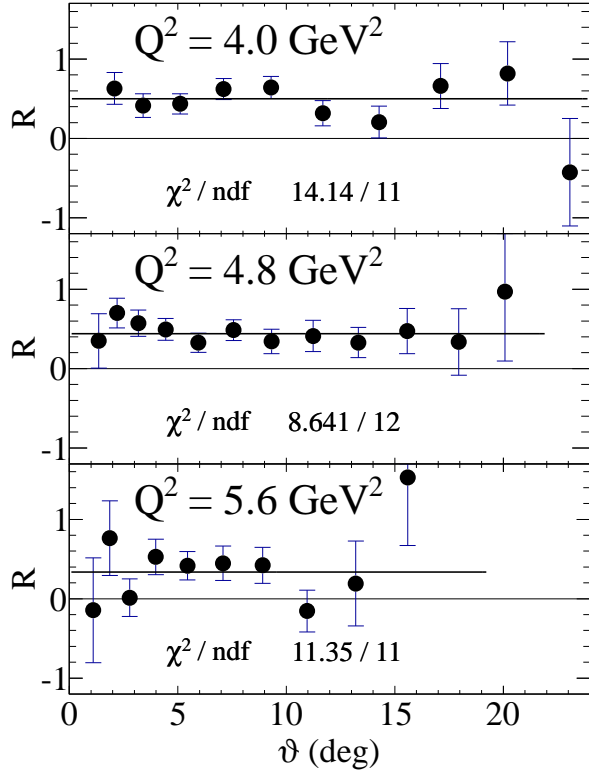 Q² = 4.0 GeV²
1
R
0
χ² / ndf 14.14 / 11
-1
Q² = 4.8 GeV²
1
R
0
χ² / ndf 8.641 / 12
-1
Q² = 5.6 GeV²
1
R
0
χ² / ndf 11.35 / 11
-1
0 5 10 15 20
ϑ (deg)